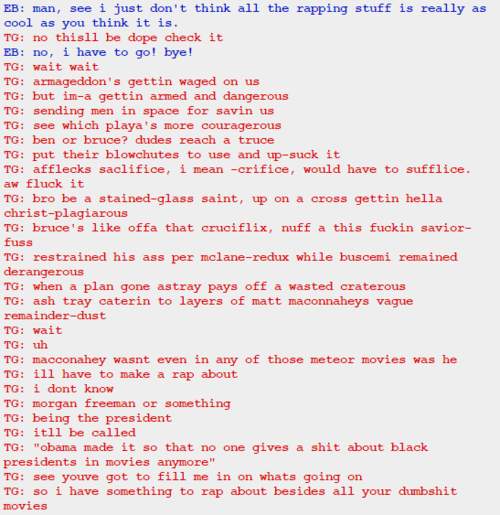 EB: man, see i just don't think all the rapping stuff is really as
cool as you think it is.
TG: no thisll be dope check it
EB: no, i have to go! bye!
TG: wait wait
TG: armageddon's gettin waged on us
TG: but im-a gettin armed and dangerous
TG: sending men in space for savin us
TG: see which playa's more couragerous
TG: ben or bruce? dudes reach a truce
TG: put their blowchutes to use and up-suck it
TG: afflecks saclifice, i mean -crifice, would have to sufflice.
aw fluck it
TG: bro be a stained-glass saint, up on a cross gettin hella
christ-plagiarous
TG: bruce's like offa that cruciflix, nuff a this fuckin savior-
fuss
TG: restrained his ass per mclane-redux while buscemi remained
derangerous
TG: when a plan gone astray pays off a wasted craterous
TG: ash tray caterin to layers of matt maconnaheys vague
remainder-dust
TG: wait
TG: uh
TG: macconahey wasnt even in any of those meteor movies was he
TG: ill have to make a rap about
TG: i dont know
TG: morgan freeman or something
TG: being the president
TG: itll be called
TG: "obama made it so that no one gives a shit about black
presidents in movies anymore"
TG: see youve got to fill me in on whats going on
TG: so i have something to rap about besides all your dumbshit
movies